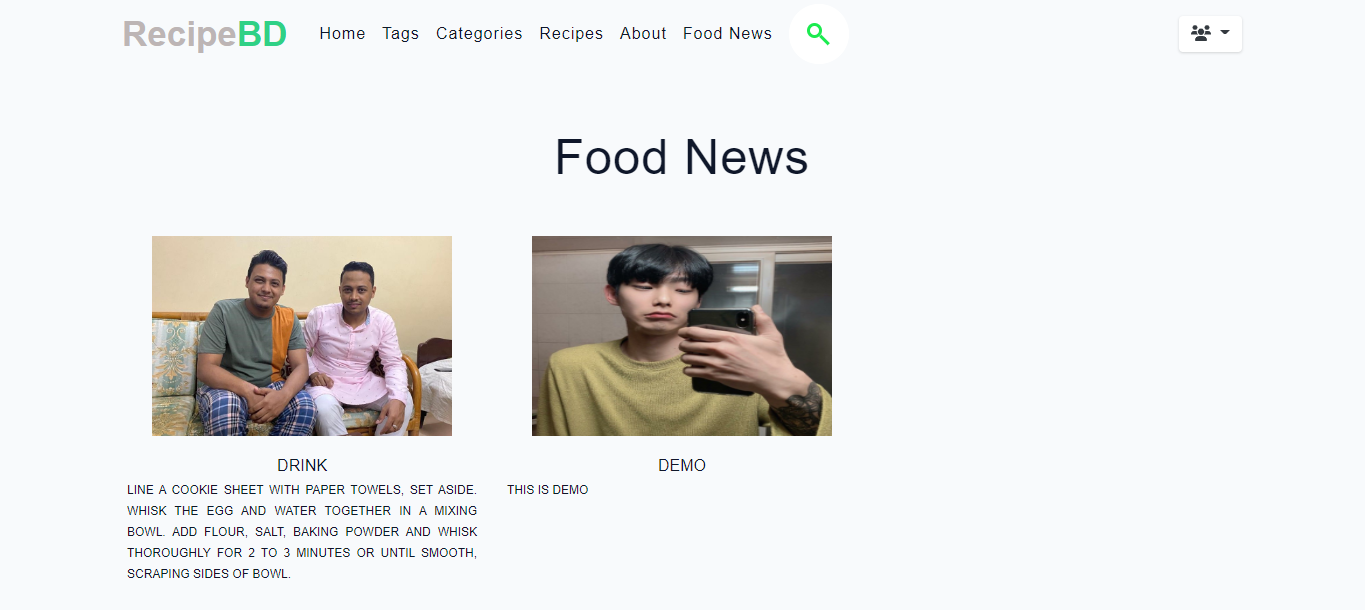 RecipeBD Home Tags Categories Recipes About Food News
Food News
DRINK
LINE A COOKIE SHEET WITH PAPER TOWELS, SET ASIDE.
WHISK THE EGG AND WATER TOGETHER IN A MIXING
BOWL. ADD FLOUR, SALT, BAKING POWDER AND WHISK
THOROUGHLY FOR 2 TO 3 MINUTES OR UNTIL SMOOTH,
SCRAPING SIDES OF BOWL.
DEMO
THIS IS DEMO